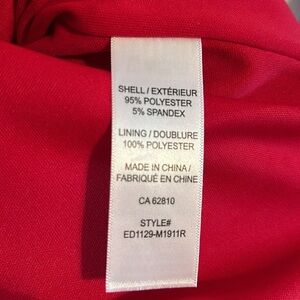 SHELL / EXTÉRIEUR
95% POLYESTER
5% SPANDEX
LINING / DOUBLURE
100% POLYESTER
MADE IN CHINA /
FABRIQUÉ EN CHINE
CA 62810
STYLE#
ED1129-M1911R